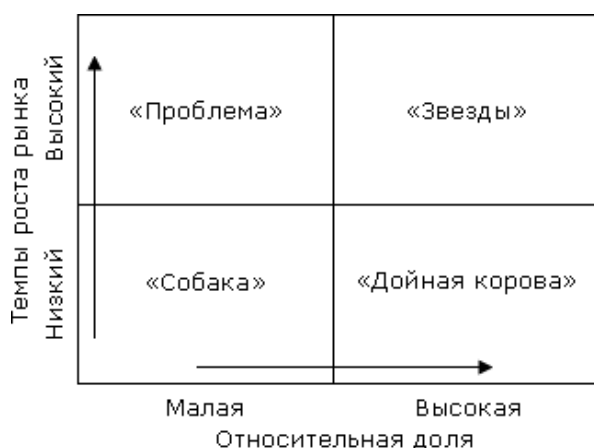 Темпы роста рынка
Высокий
Низкий
«Проблема»
«Звезды»
«Собака»
«Дойная корова»
Малая
Высокая
Относительная доля